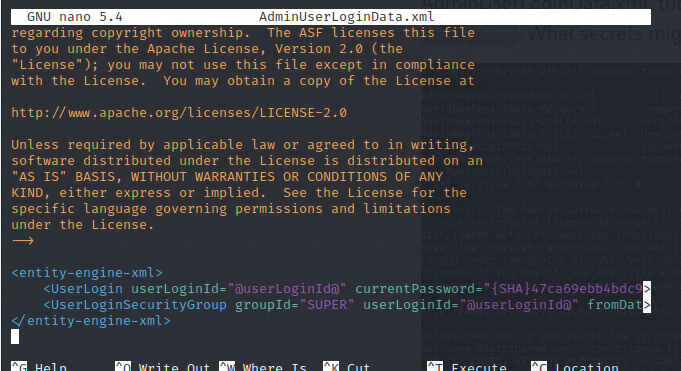 GNU nano 5.4 AdminUserLoginData.xml
regarding copyright ownership.  The ASF licenses this file
to you under the Apache License, Version 2.0 (the
"License"); you may not use this file except in compliance
with the License.  You may obtain a copy of the License at
http://www.apache.org/licenses/LICENSE-2.0
Unless required by applicable law or agreed to in writing,
software distributed under the License is distributed on an
"AS IS" BASIS, WITHOUT WARRANTIES OR CONDITIONS OF ANY
KIND, either express or implied.  See the License for the
specific language governing permissions and limitations
under the License.
-->
<entity-engine-xml>
    <UserLogin userLoginId="@userLoginId@" currentPassword="{SHA}47ca69ebb4bdc9>
    <UserLoginSecurityGroup groupId="SUPER" userLoginId="@userLoginId@" fromDat>
</entity-engine-xml>
^G Help ^O Write Out ^W Where Is ^K Cut ^T Execute ^C Location